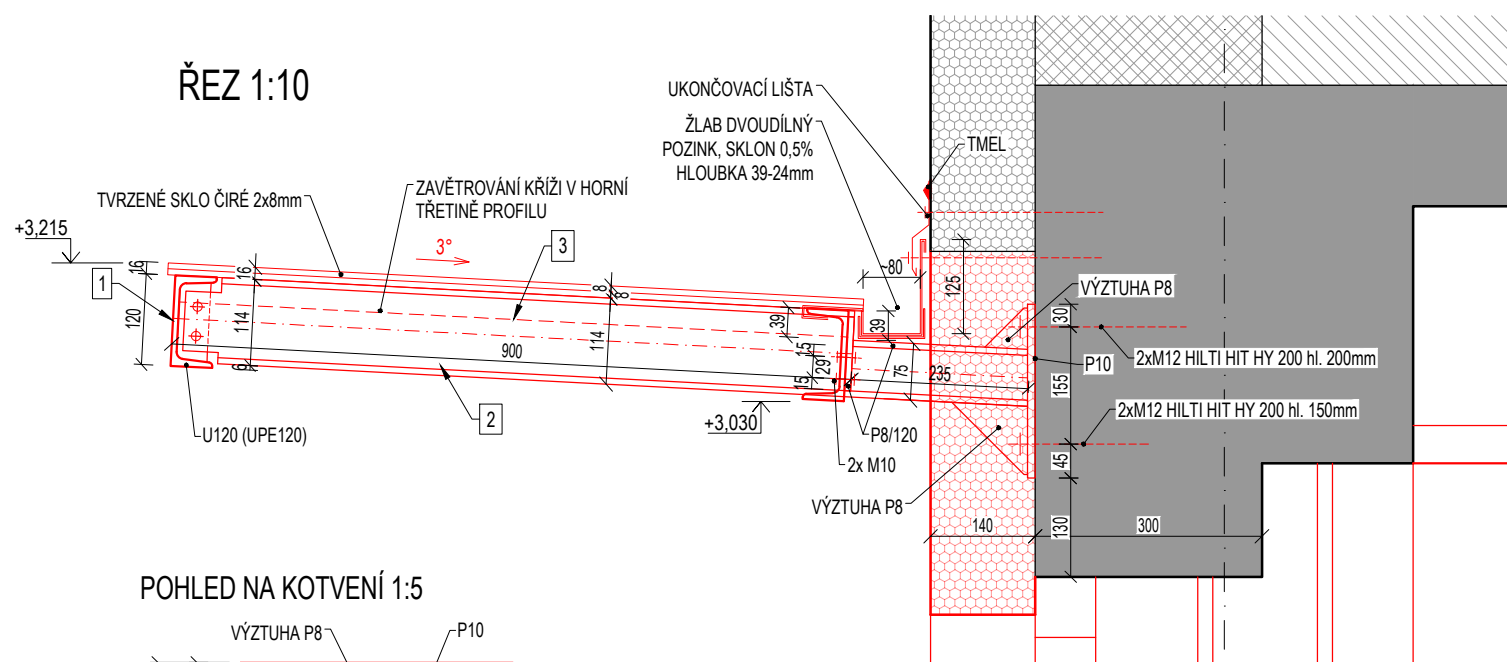 ŘEZ 1:10
UKONČOVACÍ LIŠTA
ŽLAB DVOUDÍLNÝ
POZINK, SKLON 0,5%
HLOUBKA 39-24mm
TMEL
TVRZENÉ SKLO ČIRÉ 2x8mm
ZAVĚTROVÁNÍ KŘÍŽI V HORNÍ
TŘETINĚ PROFILU
+3,215
3°
3
1
16
16
8
8
~80
125
120
114
114
39
39
900
15
29
15
75
235
6
VÝZTUHA P8
30
2xM12 HILTI HIT HY 200 hl. 200mm
P10
155
2xM12 HILTI HIT HY 200 hl. 150mm
2
+3,030
U120 (UPE120)
P8/120
2x M10
45
VÝZTUHA P8
140
130
300
POHLED NA KOTVENÍ 1:5
VÝZTUHA P8
P10